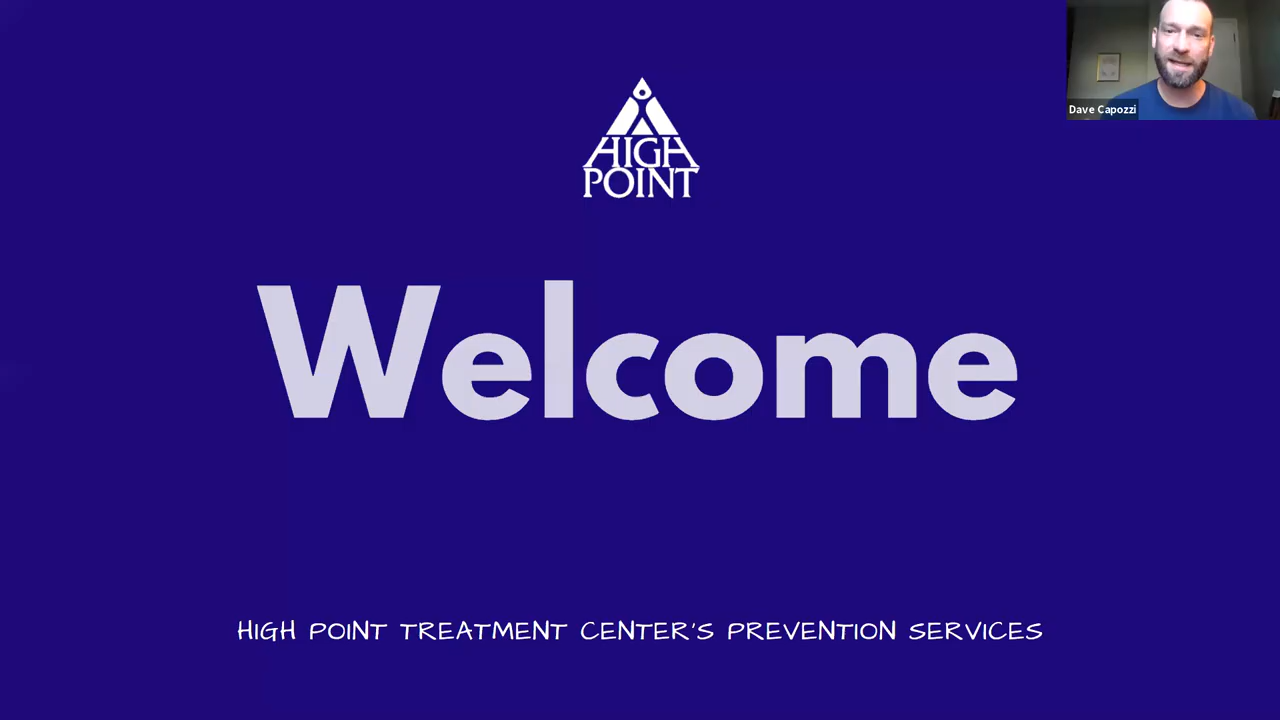 Dave Capozzi
HIGH
POINT
Welcome
HIGH POINT TREATMENT CENTER'S PREVENTION SERVICES